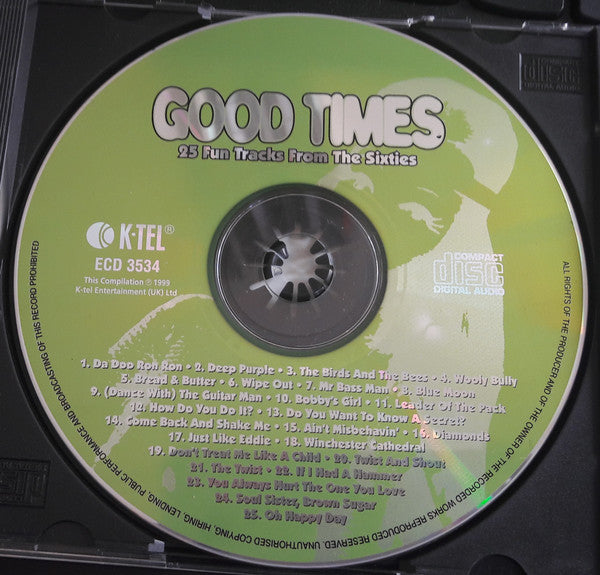 GOOD TIMES
25 Fun Tracks From The Sixties
K·TEL®
ECD 3534
This Compilation ℗ 1999
K-tel Entertainment (UK) Ltd
COMPACT
disc
DIGITAL AUDIO
1. Da Doo Ron Ron • 2. Deep Purple • 3. The Birds And The Bees • 4. Wooly Bully
5. Bread & Butter • 6. Wipe Out • 7. Mr Bass Man • 8. Blue Moon
9. (Dance With) The Guitar Man • 10. Bobby's Girl • 11. Leader Of The Pack
12. How Do You Do It? • 13. Do You Want To Know A Secret?
14. Come Back And Shake Me • 15. Ain't Misbehavin' • 16. Diamonds
17. Just Like Eddie • 18. Winchester Cathedral
19. Don't Treat Me Like A Child • 20. Twist And Shout
21. The Twist • 22. If I Had A Hammer
23. You Always Hurt The One You Love
24. Soul Sister, Brown Sugar
25. Oh Happy Day
ALL RIGHTS OF THE PRODUCER AND OF THE OWNER OF THE RECORDED WORKS REPRODUCED RESERVED. UNAUTHORISED COPYING, HIRING, LENDING, PUBLIC PERFORMANCE AND BROADCASTING OF THIS RECORD PROHIBITED
COMPACT
disc
DIGITAL AUDIO